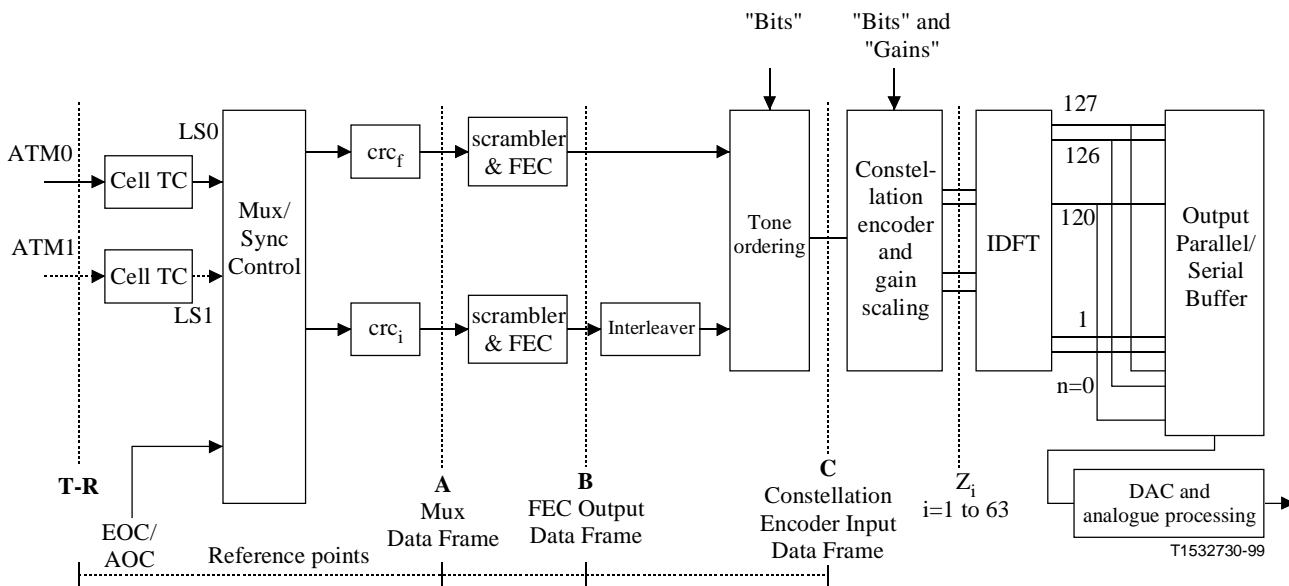 "Bits"
"Bits" and
"Gains"
ATM0
Cell TC
LS0
ATM1
Cell TC
LS1
Mux/
Sync
Control
crc_f
scrambler
& FEC
crc_i
scrambler
& FEC
Interleaver
Tone
ordering
Constel-
lation
encoder
and
gain
scaling
IDFT
127
126
120
1
n=0
Output
Parallel/
Serial
Buffer
T-R
EOC/
AOC
A
Mux
Data Frame
B
FEC Output
Data Frame
C
Constellation
Encoder Input
Data Frame
Z_i
i=1 to 63
DAC and
analogue processing
T1532730-99
Reference points